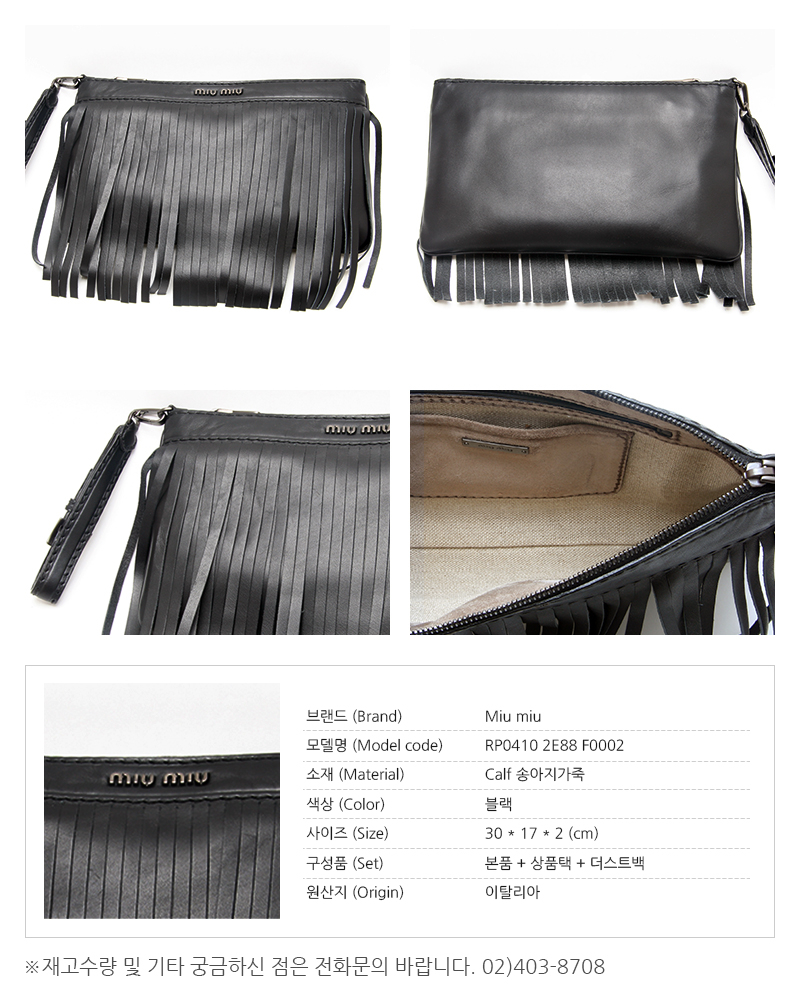 miu miu
miu miu
miu miu
브랜드 (Brand) Miu miu
모델명 (Model code) RP0410 2E88 F0002
소재 (Material) Calf 송아지가죽
색상 (Color) 블랙
사이즈 (Size) 30 * 17 * 2 (cm)
구성품 (Set) 본품 + 상품택 + 더스트백
원산지 (Origin) 이탈리아
※재고수량 및 기타 궁금하신 점은 전화문의 바랍니다. 02)403-8708